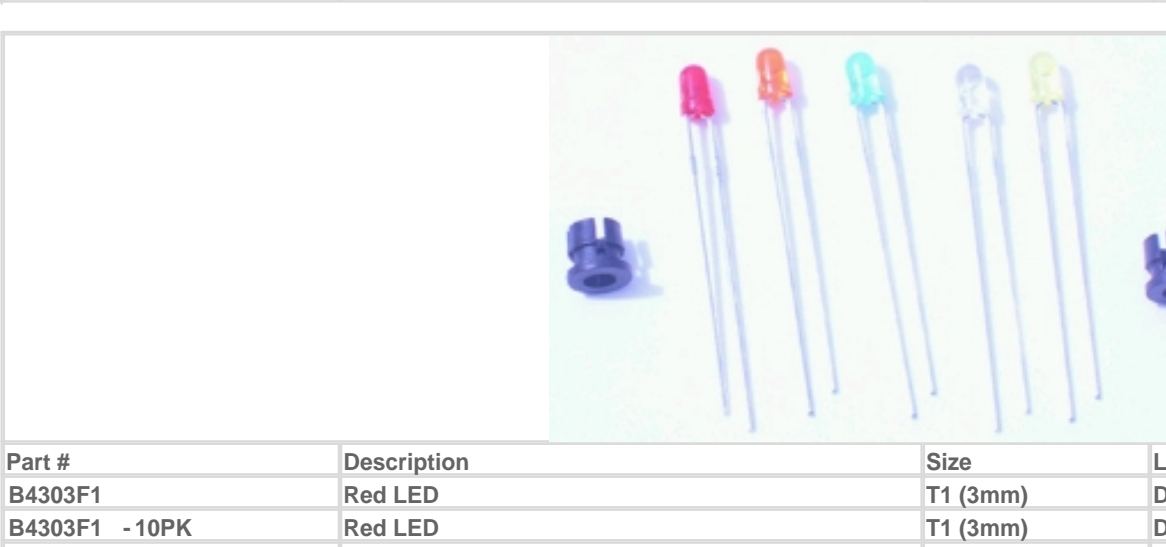 Part # Description Size L
B4303F1 Red LED T1 (3mm) D
B4303F1 -10PK Red LED T1 (3mm) D